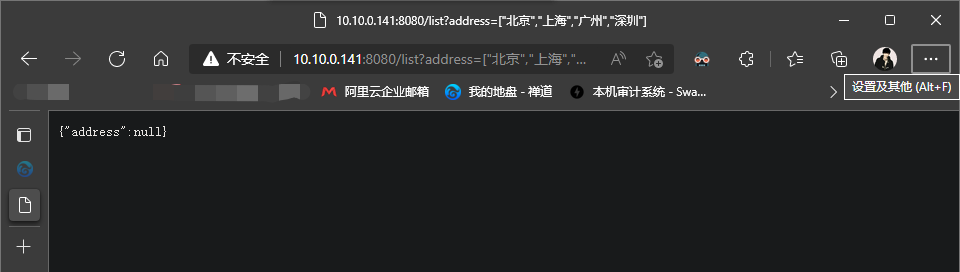 10.10.0.141:8080/list?address=["北京","上海","广州","深圳"]
不安全 10.10.0.141:8080/list?address=["北京","上海","...
阿里云企业邮箱 我的地盘 - 禅道 本机审计系统 - Swa...
设置及其他 (Alt+F)
{"address":null}